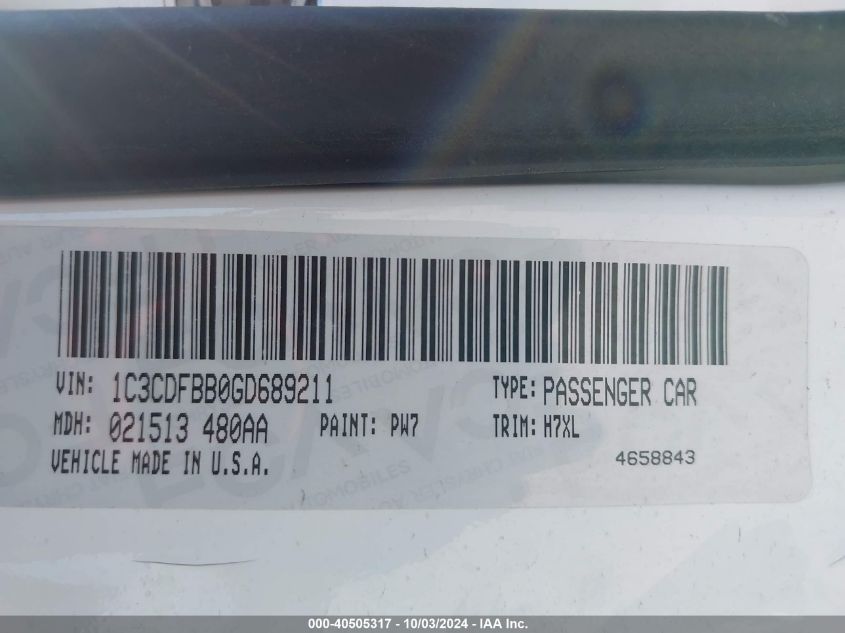 VIN: 1C3CDFBB0GD689211 TYPE: PASSENGER CAR
MDH: 021513 480AA PAINT: PW7 TRIM: H7XL
VEHICLE MADE IN U.S.A. 4658843
000-40505317 - 10/03/2024 - IAA Inc.